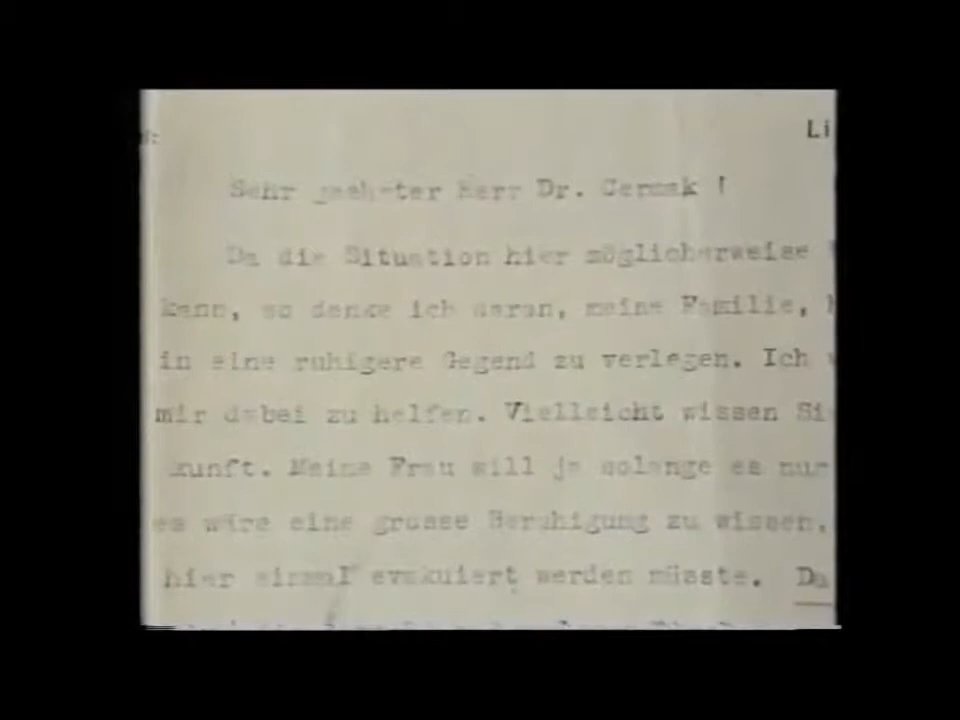 Li
Sehr geehrter Herr Dr. Cermak !
Da die Situation hier möglicherweise
kann, so denke ich daran, meine Familie,
in eine ruhigere Gegend zu verlegen. Ich
mir dabei zu helfen. Vielleicht wissen Sie
kunft. Meine Frau will ja solange es nur
es wäre eine grosse Beruhigung zu wissen,
hier einmal evakuiert werden müsste. Da